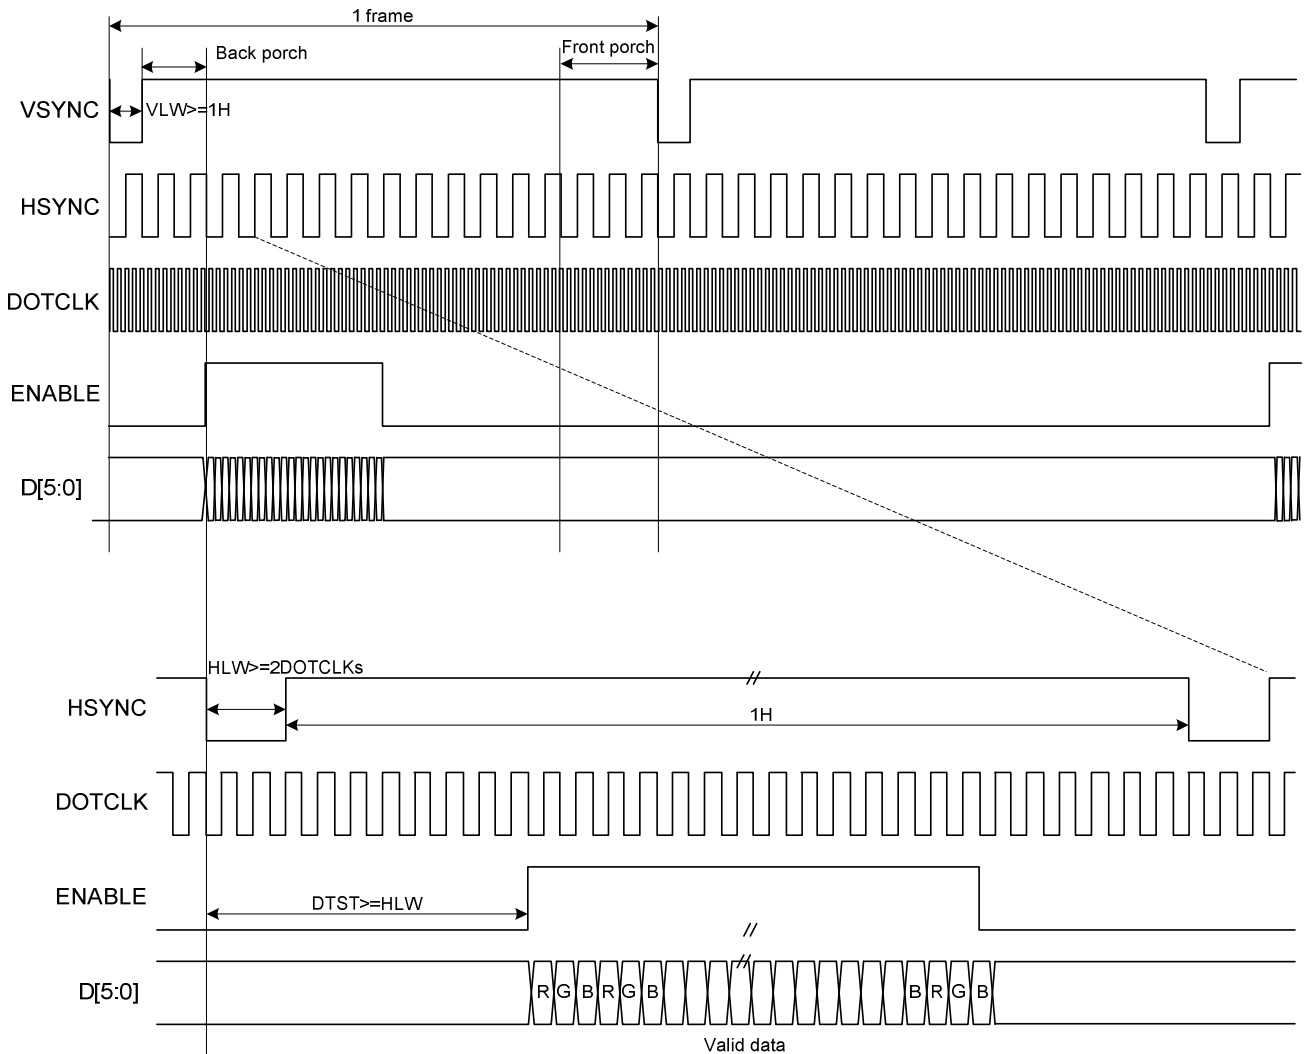 1 frame
Back porch
Front porch
VSYNC
VLW>=1H
HSYNC
DOTCLK
ENABLE
D[5:0]
HLW>=2DOTCLKs
HSYNC
//
1H
DOTCLK
ENABLE
DTST>=HLW
//
//
D[5:0]
R G B R G B B R G B
Valid data